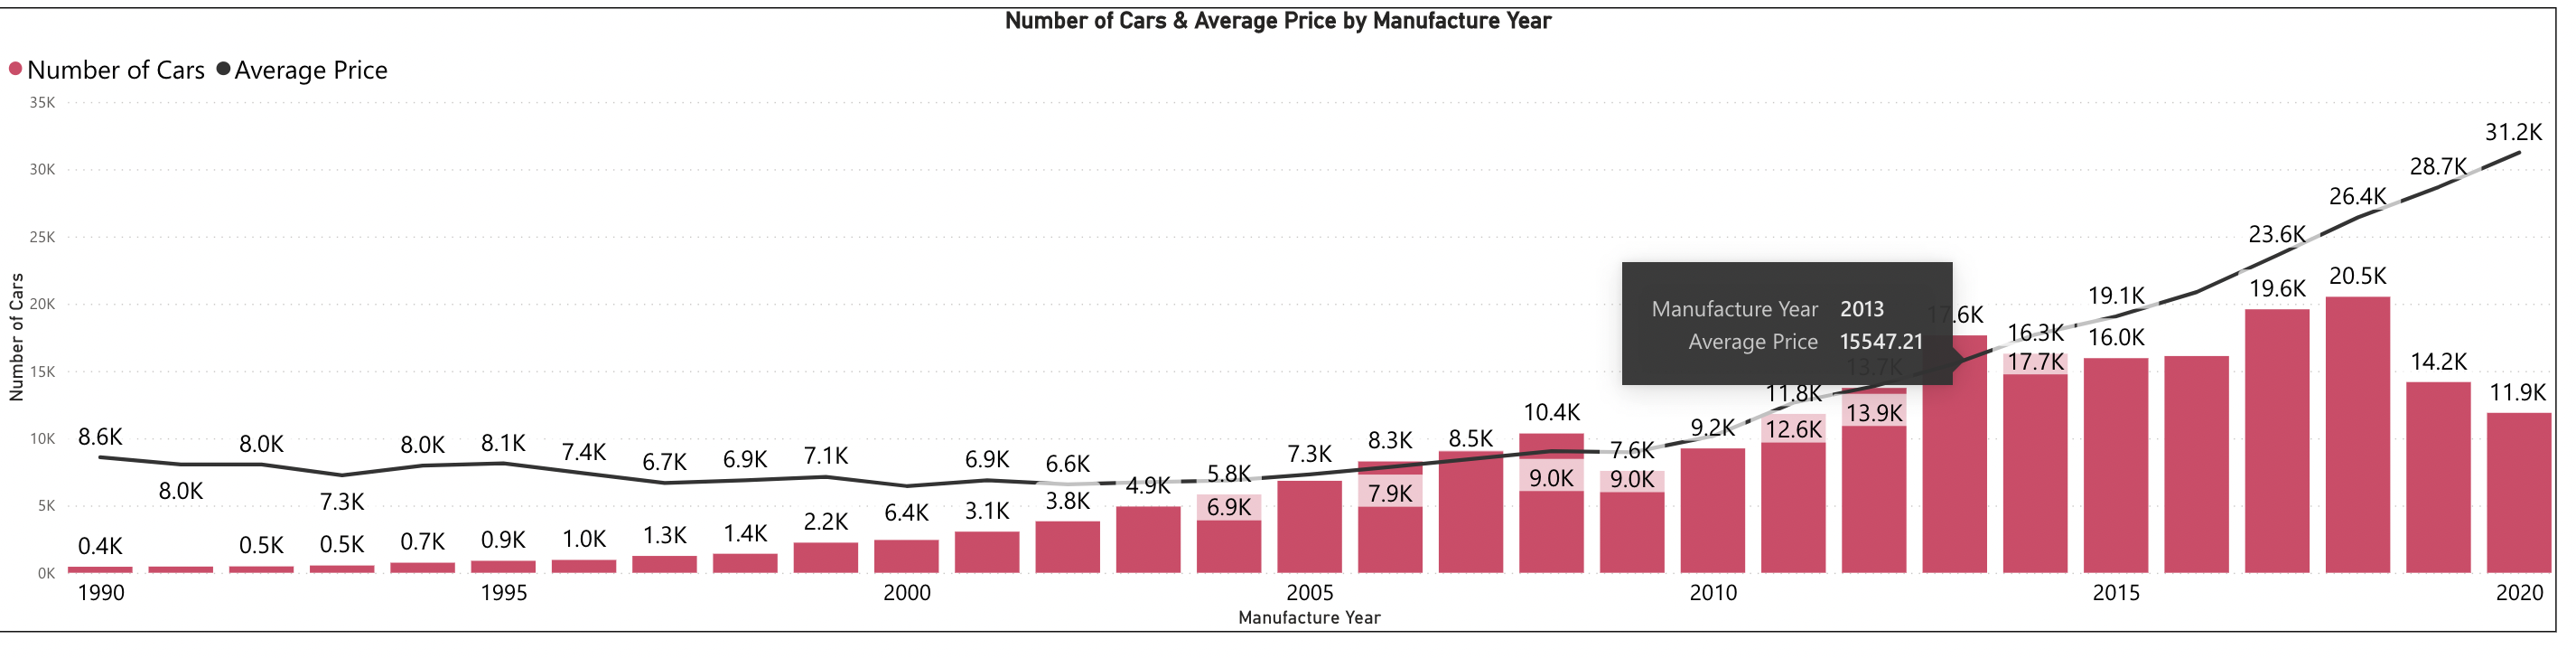 Number of Cars & Average Price by Manufacture Year
Number of Cars Average Price
35K
30K
25K
20K
15K
10K
5K
0K
Number of Cars
8.6K
8.0K
8.0K
7.3K
8.0K
8.1K
7.4K
6.7K
6.9K
7.1K
6.4K
6.9K
6.6K
6.9K
7.3K
7.9K
8.5K
9.0K
9.0K
12.6K
13.9K
17.7K
19.1K
23.6K
26.4K
28.7K
31.2K
0.4K
0.5K
0.5K
0.7K
0.9K
1.0K
1.3K
1.4K
2.2K
3.1K
3.8K
4.9K
5.8K
8.3K
10.4K
7.6K
9.2K
11.8K
13.7K
17.6K
16.3K
16.0K
19.6K
20.5K
14.2K
11.9K
Manufacture Year 2013
Average Price 15547.21
1990 1995 2000 2005 2010 2015 2020
Manufacture Year